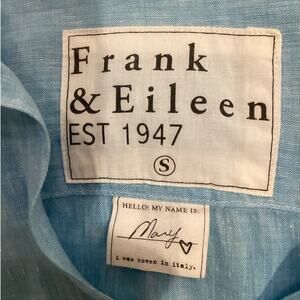 Frank
& Eileen
EST 1947
S
HELLO! MY NAME IS:
Mary
i was woven in italy.